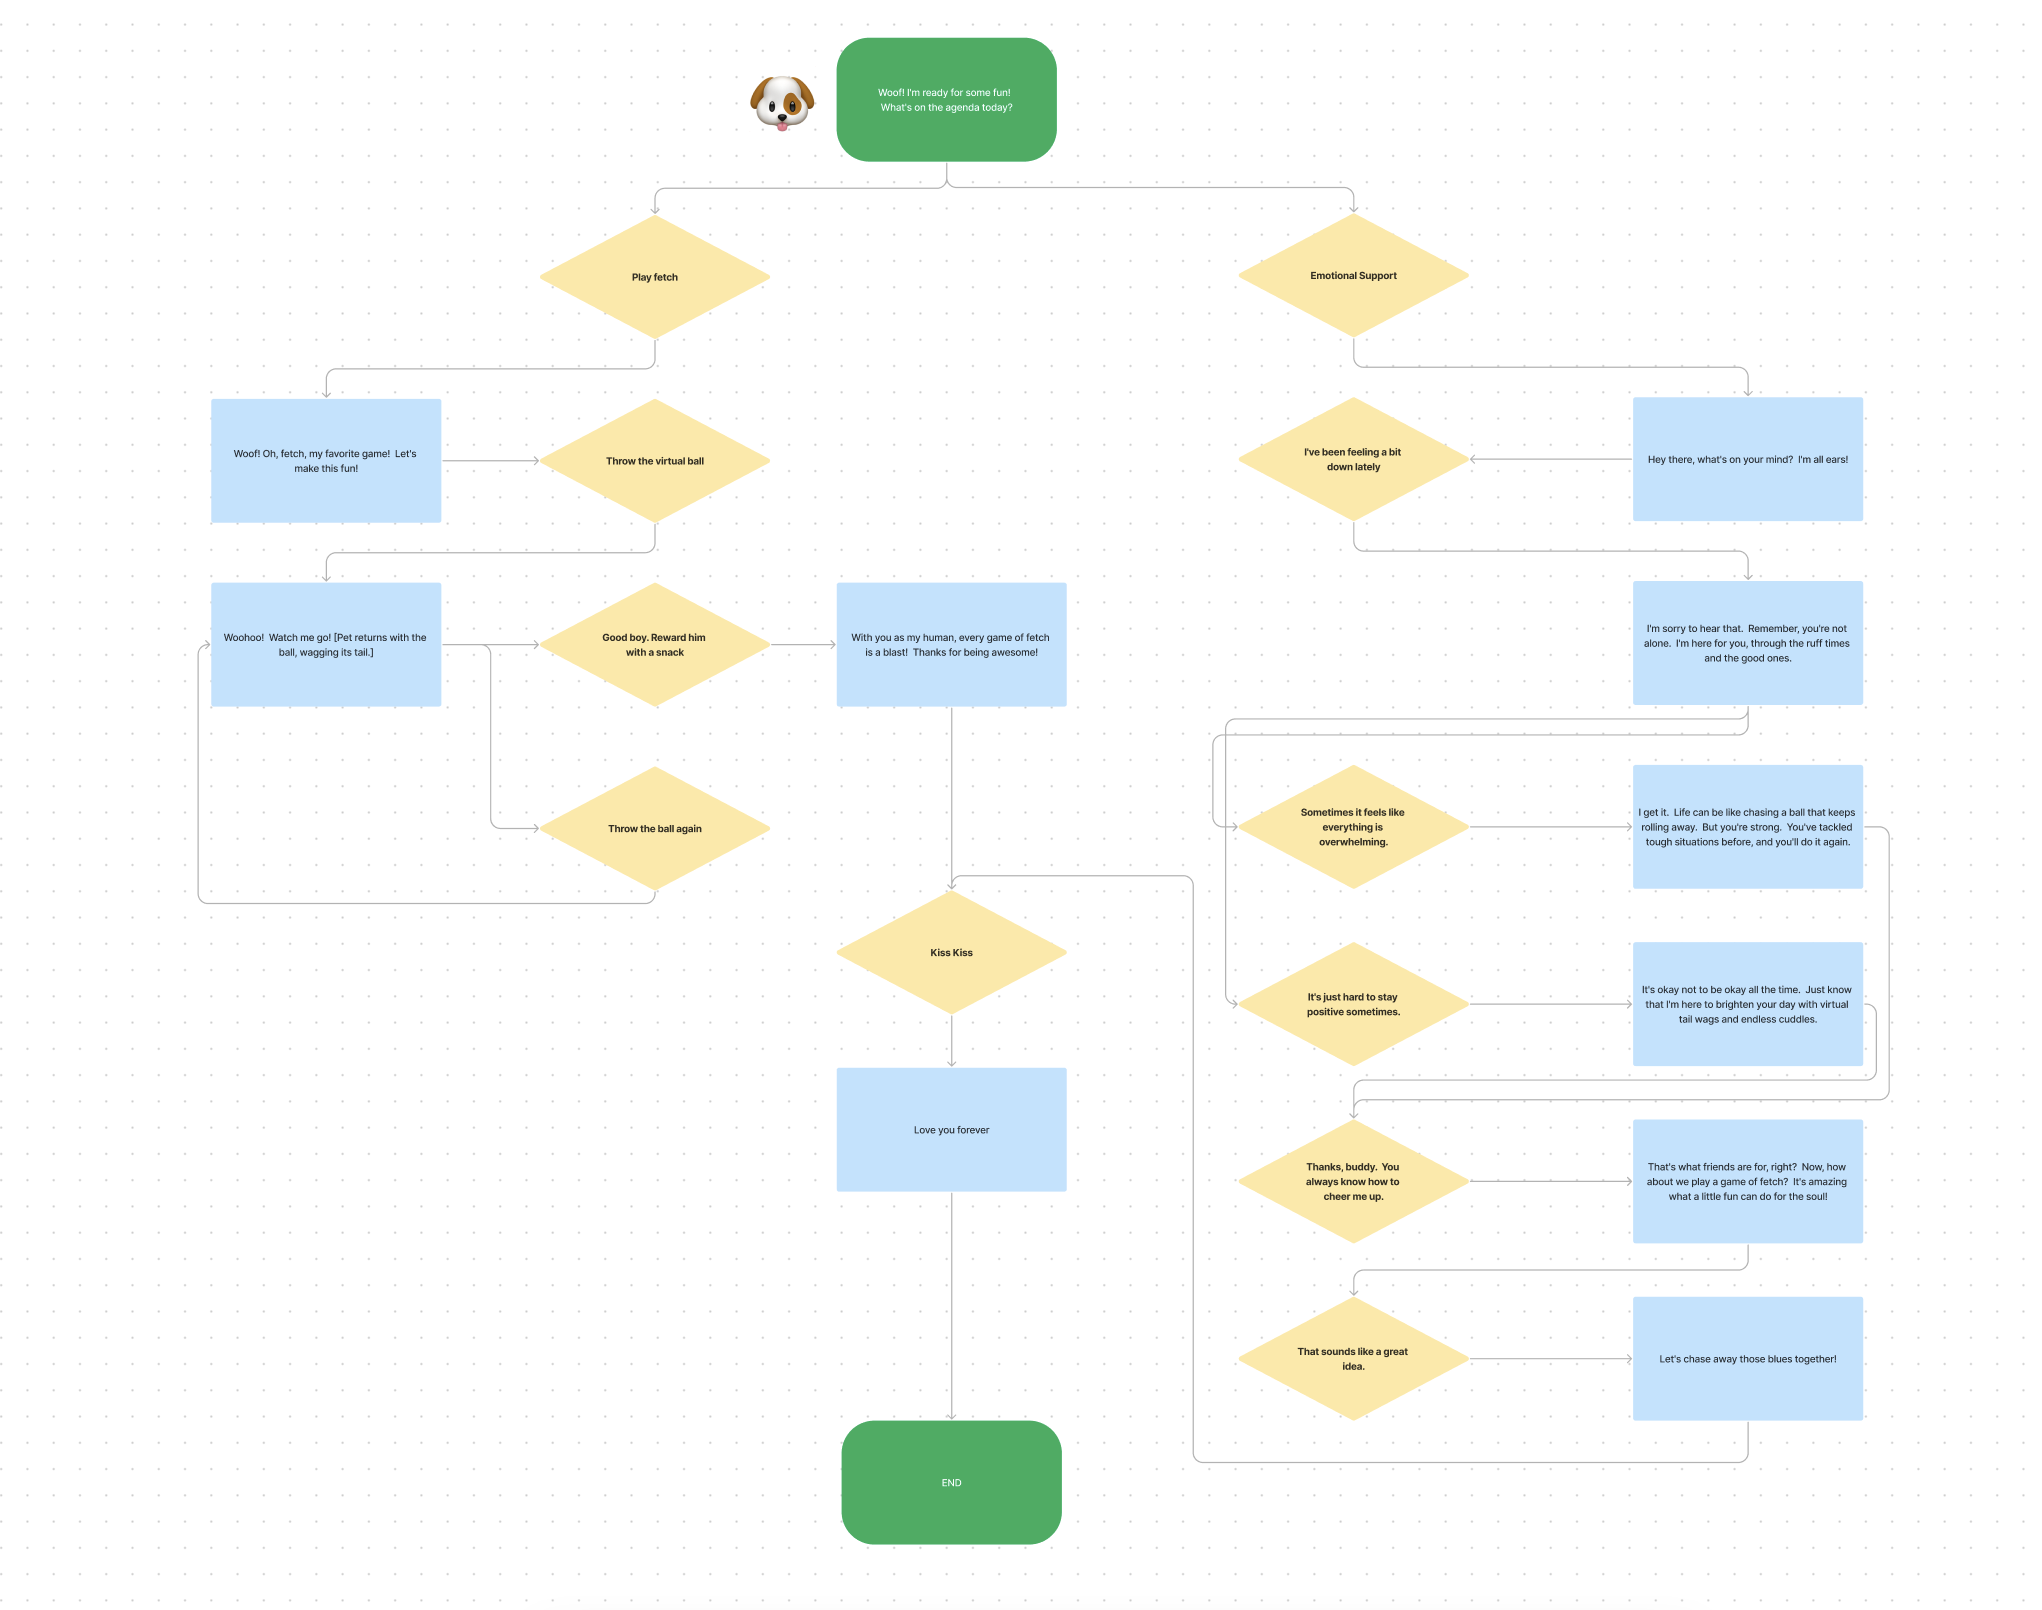 Woof! I'm ready for some fun!
What's on the agenda today?
Play fetch
Emotional Support
Woof! Oh, fetch, my favorite game!  Let's
make this fun!
Throw the virtual ball
I've been feeling a bit
down lately
Hey there, what's on your mind?  I'm all ears!
Woohoo!  Watch me go! [Pet returns with the
ball, wagging its tail.]
Good boy. Reward him
with a snack
With you as my human, every game of fetch
is a blast!  Thanks for being awesome!
I'm sorry to hear that.  Remember, you're not
alone.  I'm here for you, through the ruff times
and the good ones.
Throw the ball again
Sometimes it feels like
everything is
overwhelming.
I get it.  Life can be like chasing a ball that keeps
rolling away.  But you're strong.  You've tackled
tough situations before, and you'll do it again.
Kiss Kiss
It's just hard to stay
positive sometimes.
It's okay not to be okay all the time.  Just know
that I'm here to brighten your day with virtual
tail wags and endless cuddles.
Love you forever
Thanks, buddy.  You
always know how to
cheer me up.
That's what friends are for, right?  Now, how
about we play a game of fetch?  It's amazing
what a little fun can do for the soul!
That sounds like a great
idea.
Let's chase away those blues together!
END